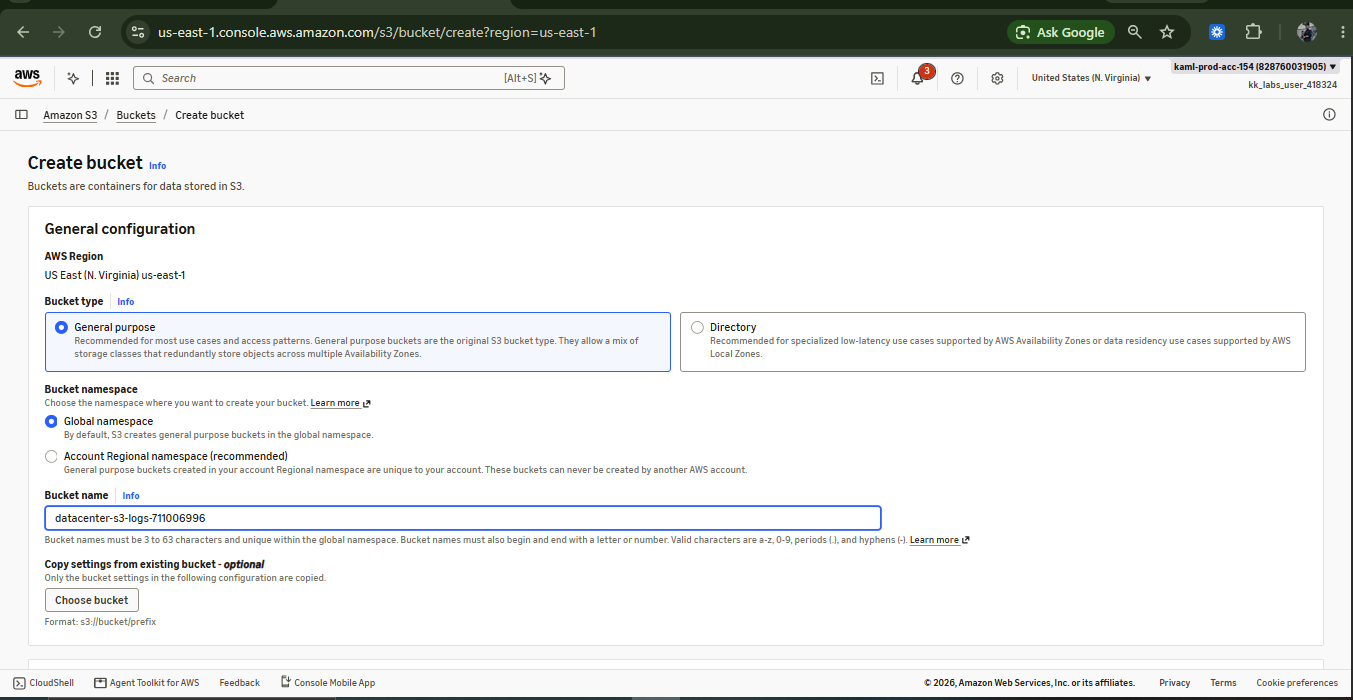 us-east-1.console.aws.amazon.com/s3/bucket/create?region=us-east-1
Ask Google
aws
Search
[Alt+S]
3
United States (N. Virginia) ▼
kaml-prod-acc-154 (828760031905) ▼
kk_labs_user_418324
Amazon S3 / Buckets / Create bucket
Create bucket Info
Buckets are containers for data stored in S3.
General configuration
AWS Region
US East (N. Virginia) us-east-1
Bucket type Info
General purpose
Recommended for most use cases and access patterns. General purpose buckets are the original S3 bucket type. They allow a mix of
storage classes that redundantly store objects across multiple Availability Zones.
Directory
Recommended for specialized low-latency use cases supported by AWS Availability Zones or data residency use cases supported by AWS
Local Zones.
Bucket namespace
Choose the namespace where you want to create your bucket. Learn more
Global namespace
By default, S3 creates general purpose buckets in the global namespace.
Account Regional namespace (recommended)
General purpose buckets created in your account Regional namespace are unique to your account. These buckets can never be created by another AWS account.
Bucket name Info
datacenter-s3-logs-711006996
Bucket names must be 3 to 63 characters and unique within the global namespace. Bucket names must also begin and end with a letter or number. Valid characters are a-z, 0-9, periods (.), and hyphens (-). Learn more
Copy settings from existing bucket - optional
Only the bucket settings in the following configuration are copied.
Choose bucket
Format: s3://bucket/prefix
CloudShell
Agent Toolkit for AWS
Feedback
Console Mobile App
© 2026, Amazon Web Services, Inc. or its affiliates.
Privacy
Terms
Cookie preferences